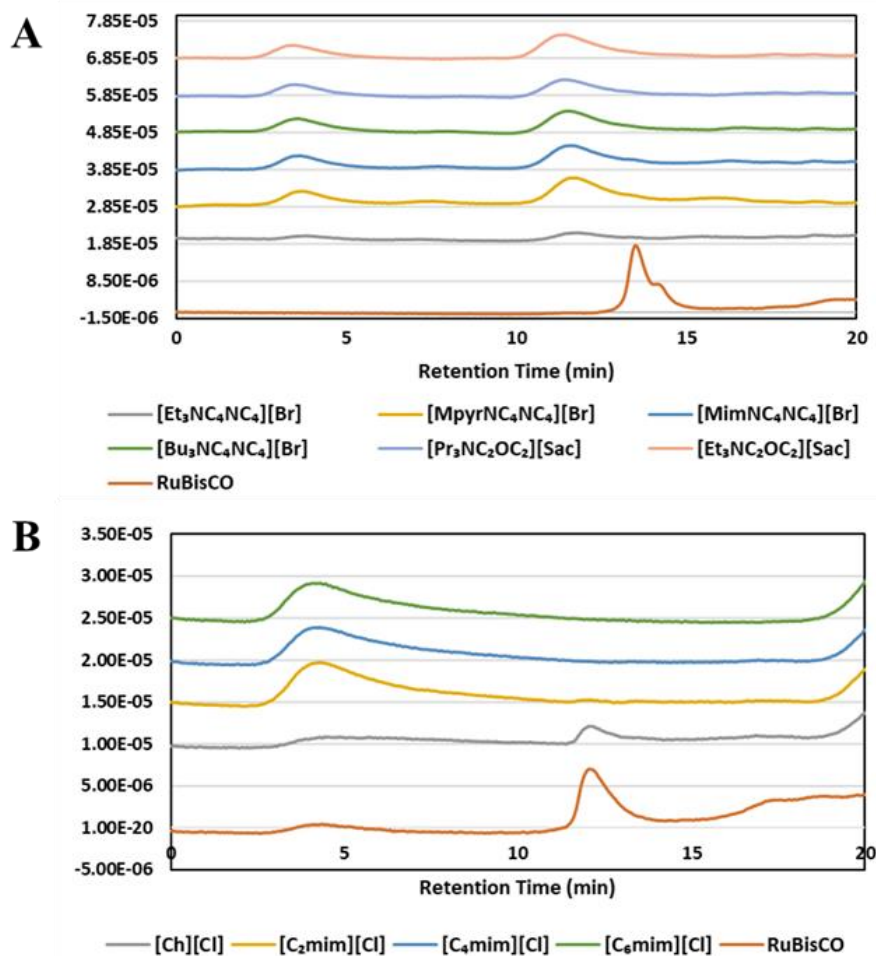 A
7.85E-05
6.85E-05
5.85E-05
4.85E-05
3.85E-05
2.85E-05
1.85E-05
8.50E-06
-1.50E-06
0 5 10 15 20
Retention Time (min)
[Et₃NC₄NC₄][Br] [MpyrNC₄NC₄][Br] [MimNC₄NC₄][Br]
[Bu₃NC₄NC₄][Br] [Pr₃NC₂OC₂][Sac] [Et₃NC₂OC₂][Sac]
RuBisCO
B
3.50E-05
3.00E-05
2.50E-05
2.00E-05
1.50E-05
1.00E-05
5.00E-06
1.00E-20
-5.00E-06
0 5 10 15 20
Retention Time (min)
[Ch][Cl] [C₂mim][Cl] [C₄mim][Cl] [C₆mim][Cl] RuBisCO